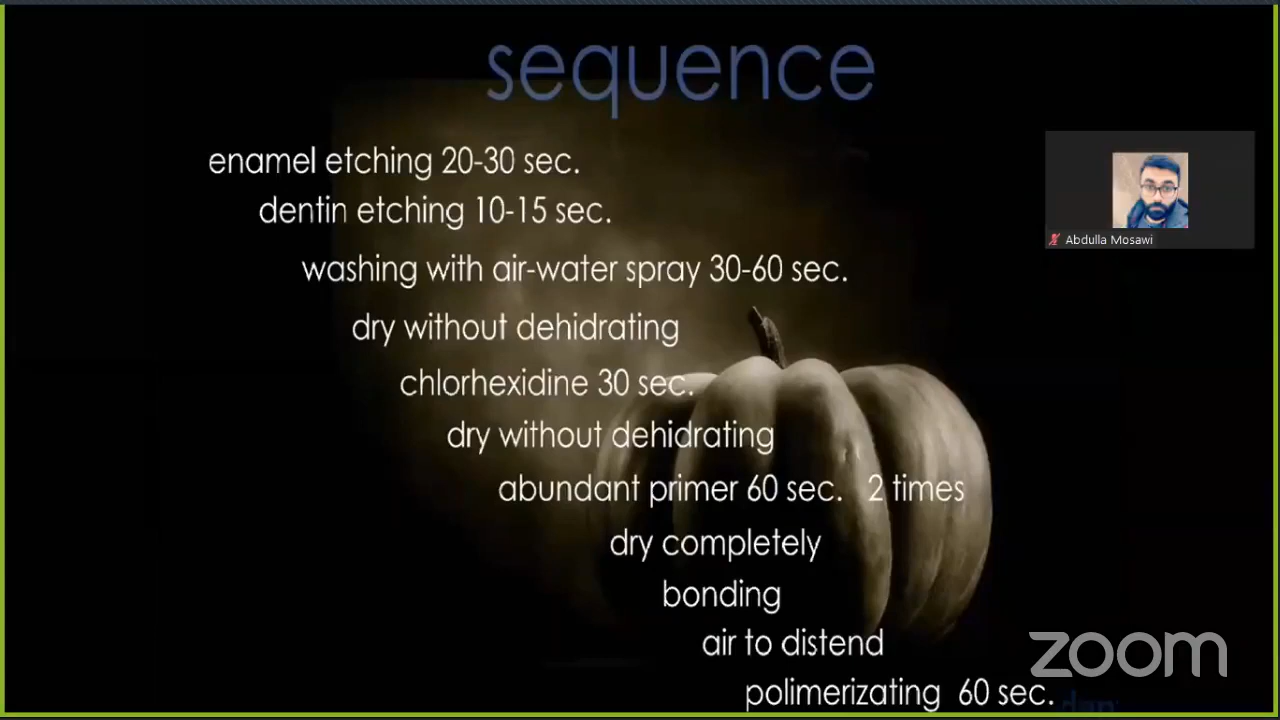 sequence
enamel etching 20-30 sec.
dentin etching 10-15 sec.
washing with air-water spray 30-60 sec.
dry without dehidrating
chlorhexidine 30 sec.
dry without dehidrating
abundant primer 60 sec. 2 times
dry completely
bonding
air to distend
polimerizating 60 sec.
Abdulla Mosawi
zoom